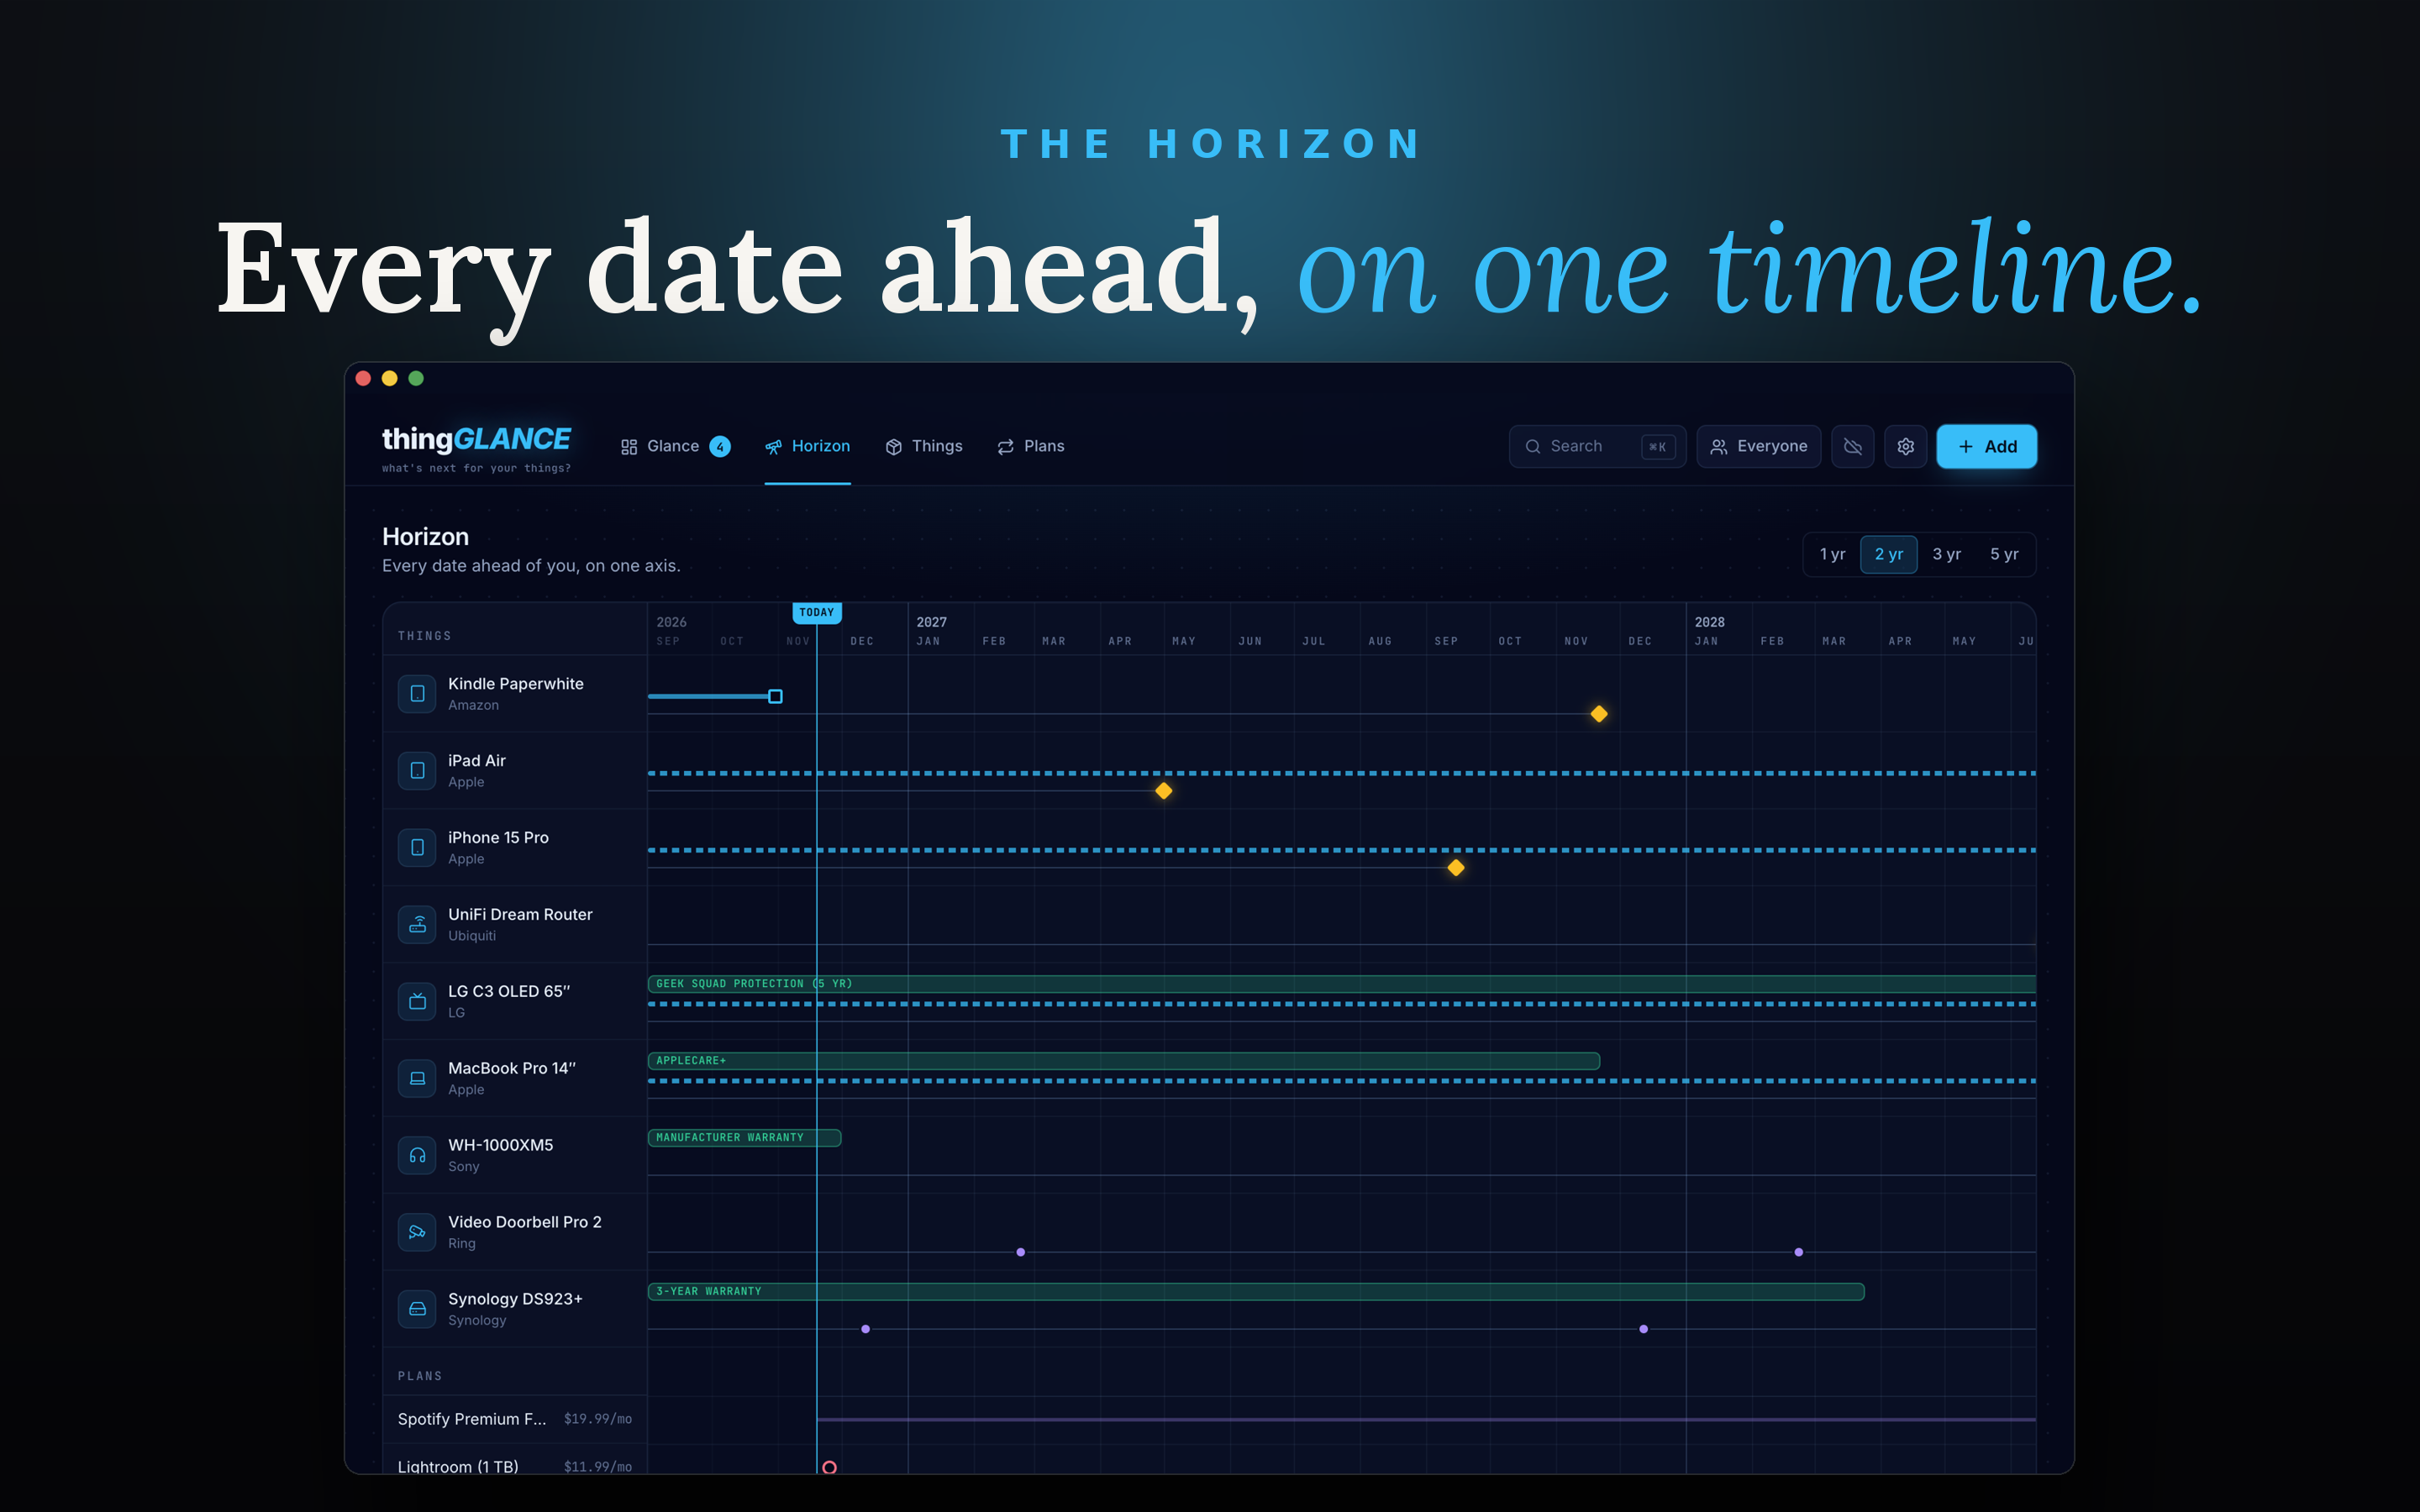 THE HORIZON
Every date ahead, on one timeline.
thingGLANCE
what's next for your things?
Glance 4
Horizon
Things
Plans
Search ⌘K
Everyone
+ Add
Horizon
Every date ahead of you, on one axis.
1 yr 2 yr 3 yr 5 yr
THINGS
TODAY
2026 2027 2028
SEP OCT NOV DEC JAN FEB MAR APR MAY JUN JUL AUG SEP OCT NOV DEC JAN FEB MAR APR MAY JU
Kindle Paperwhite
Amazon
iPad Air
Apple
iPhone 15 Pro
Apple
UniFi Dream Router
Ubiquiti
LG C3 OLED 65″
LG
GEEK SQUAD PROTECTION (5 YR)
MacBook Pro 14″
Apple
APPLECARE+
WH-1000XM5
Sony
MANUFACTURER WARRANTY
Video Doorbell Pro 2
Ring
Synology DS923+
Synology
3-YEAR WARRANTY
PLANS
Spotify Premium F... $19.99/mo
Lightroom (1 TB) $11.99/mo